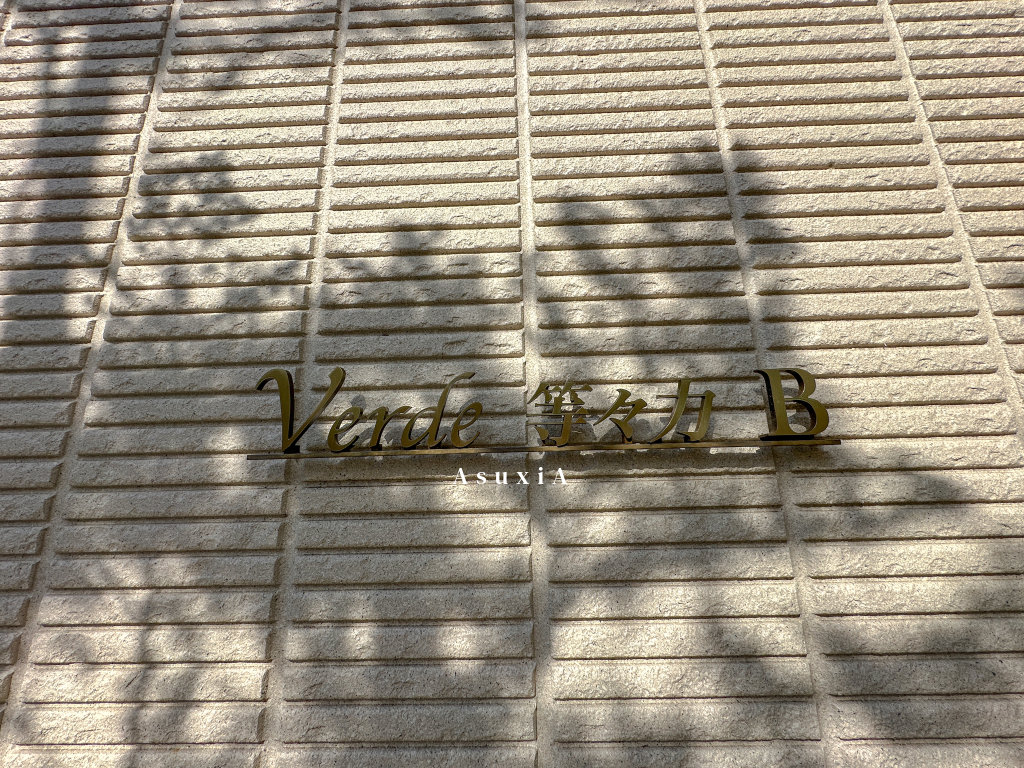 Verde 等々力 B
AsuxiA